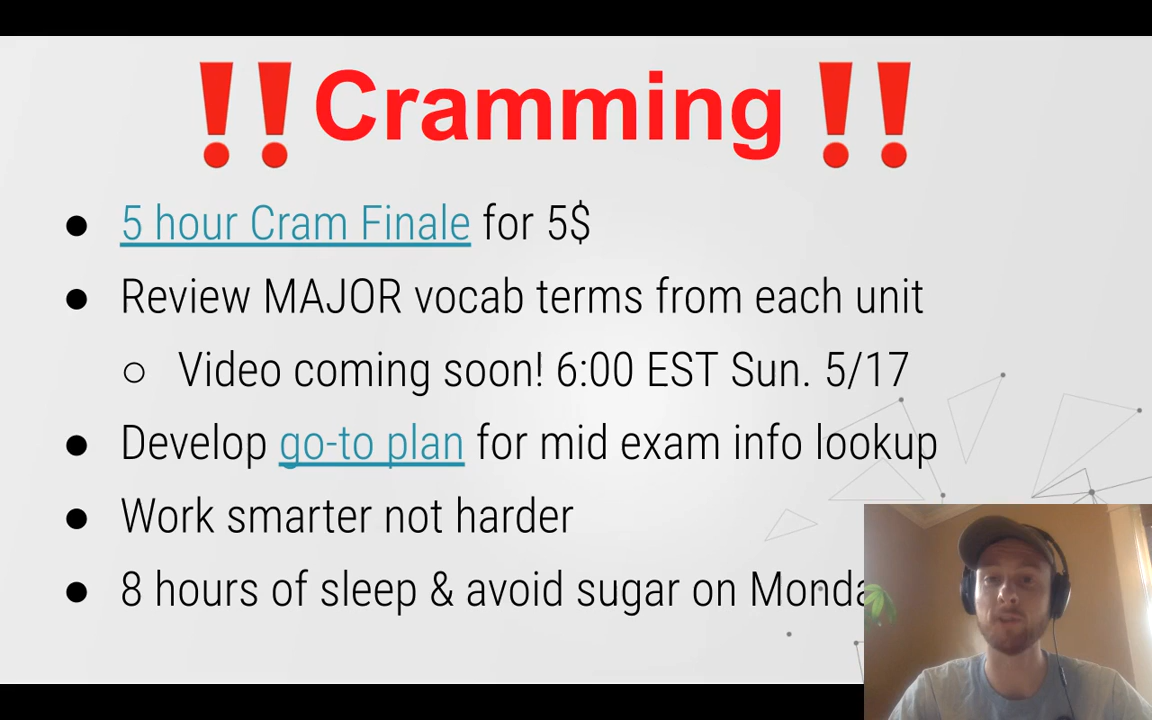 ‼Cramming‼
● 5 hour Cram Finale for 5$
● Review MAJOR vocab terms from each unit
○ Video coming soon! 6:00 EST Sun. 5/17
● Develop go-to plan for mid exam info lookup
● Work smarter not harder
● 8 hours of sleep & avoid sugar on